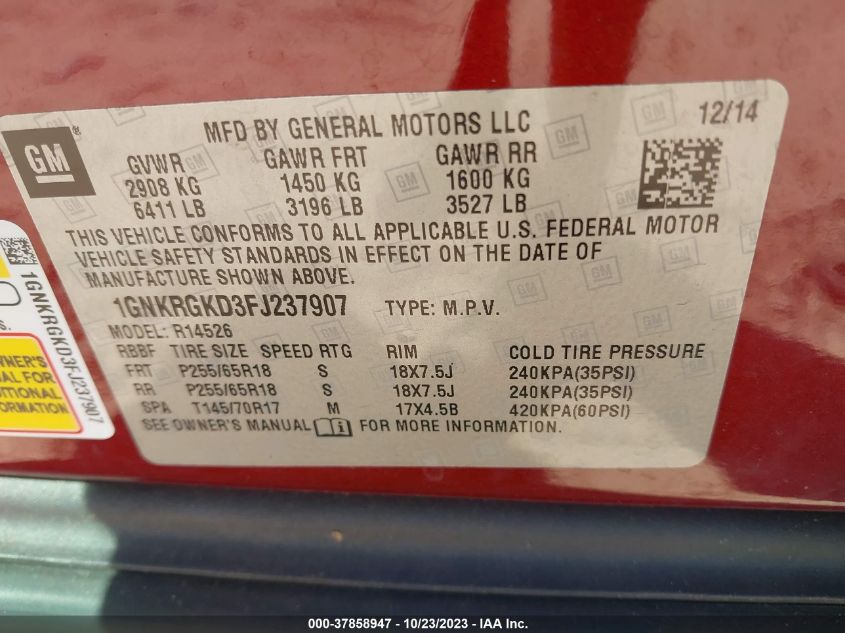 GM
MFD BY GENERAL MOTORS LLC
12/14
GVWR GAWR FRT GAWR RR
2908 KG 1450 KG 1600 KG
6411 LB 3196 LB 3527 LB
THIS VEHICLE CONFORMS TO ALL APPLICABLE U.S. FEDERAL MOTOR
VEHICLE SAFETY STANDARDS IN EFFECT ON THE DATE OF
MANUFACTURE SHOWN ABOVE.
1GNKRGKD3FJ237907 TYPE: M.P.V.
MODEL: R14526
RBBF TIRE SIZE SPEED RTG RIM COLD TIRE PRESSURE
FRT P255/65R18 S 18X7.5J 240KPA(35PSI)
RR P255/65R18 S 18X7.5J 240KPA(35PSI)
SPA T145/70R17 M 17X4.5B 420KPA(60PSI)
SEE OWNER'S MANUAL FOR MORE INFORMATION.
1GNKRGKD3FJ237907
OWNER'S
FOR
000-37858947 - 10/23/2023 - IAA Inc.